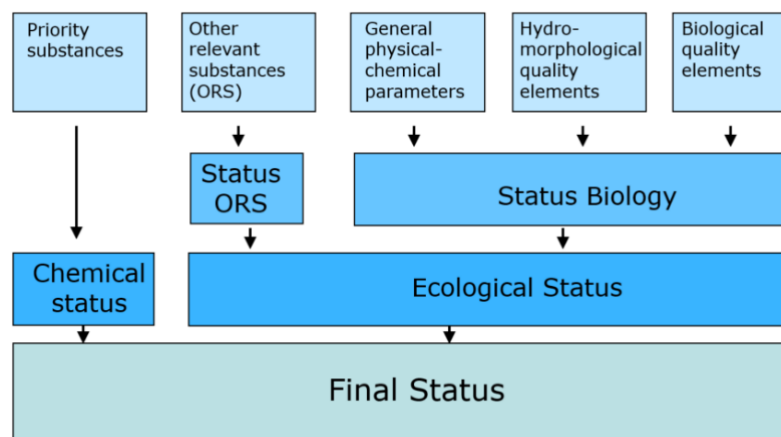 Priority
substances
Other
relevant
substances
(ORS)
General
physical-
chemical
parameters
Hydro-
morphological
quality
elements
Biological
quality
elements
Status
ORS
Status Biology
Chemical
status
Ecological Status
Final Status